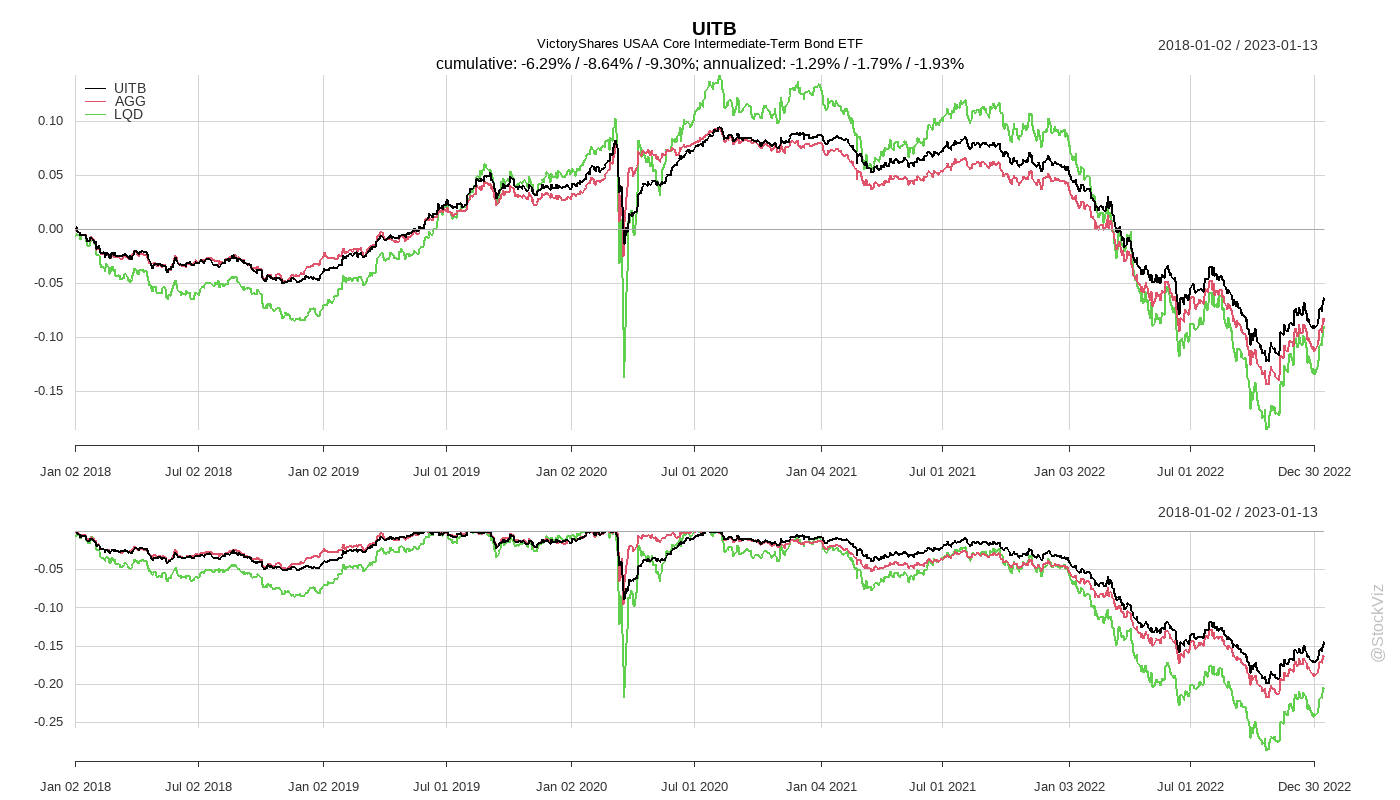 UITB
VictoryShares USAA Core Intermediate-Term Bond ETF
2018-01-02 / 2023-01-13
cumulative: -6.29% / -8.64% / -9.30%; annualized: -1.29% / -1.79% / -1.93%
UITB
AGG
LQD
0.10
0.05
0.00
-0.05
-0.10
-0.15
Jan 02 2018 Jul 02 2018 Jan 02 2019 Jul 01 2019 Jan 02 2020 Jul 01 2020 Jan 04 2021 Jul 01 2021 Jan 03 2022 Jul 01 2022 Dec 30 2022
2018-01-02 / 2023-01-13
-0.05
-0.10
-0.15
-0.20
-0.25
Jan 02 2018 Jul 02 2018 Jan 02 2019 Jul 01 2019 Jan 02 2020 Jul 01 2020 Jan 04 2021 Jul 01 2021 Jan 03 2022 Jul 01 2022 Dec 30 2022
@StockViz